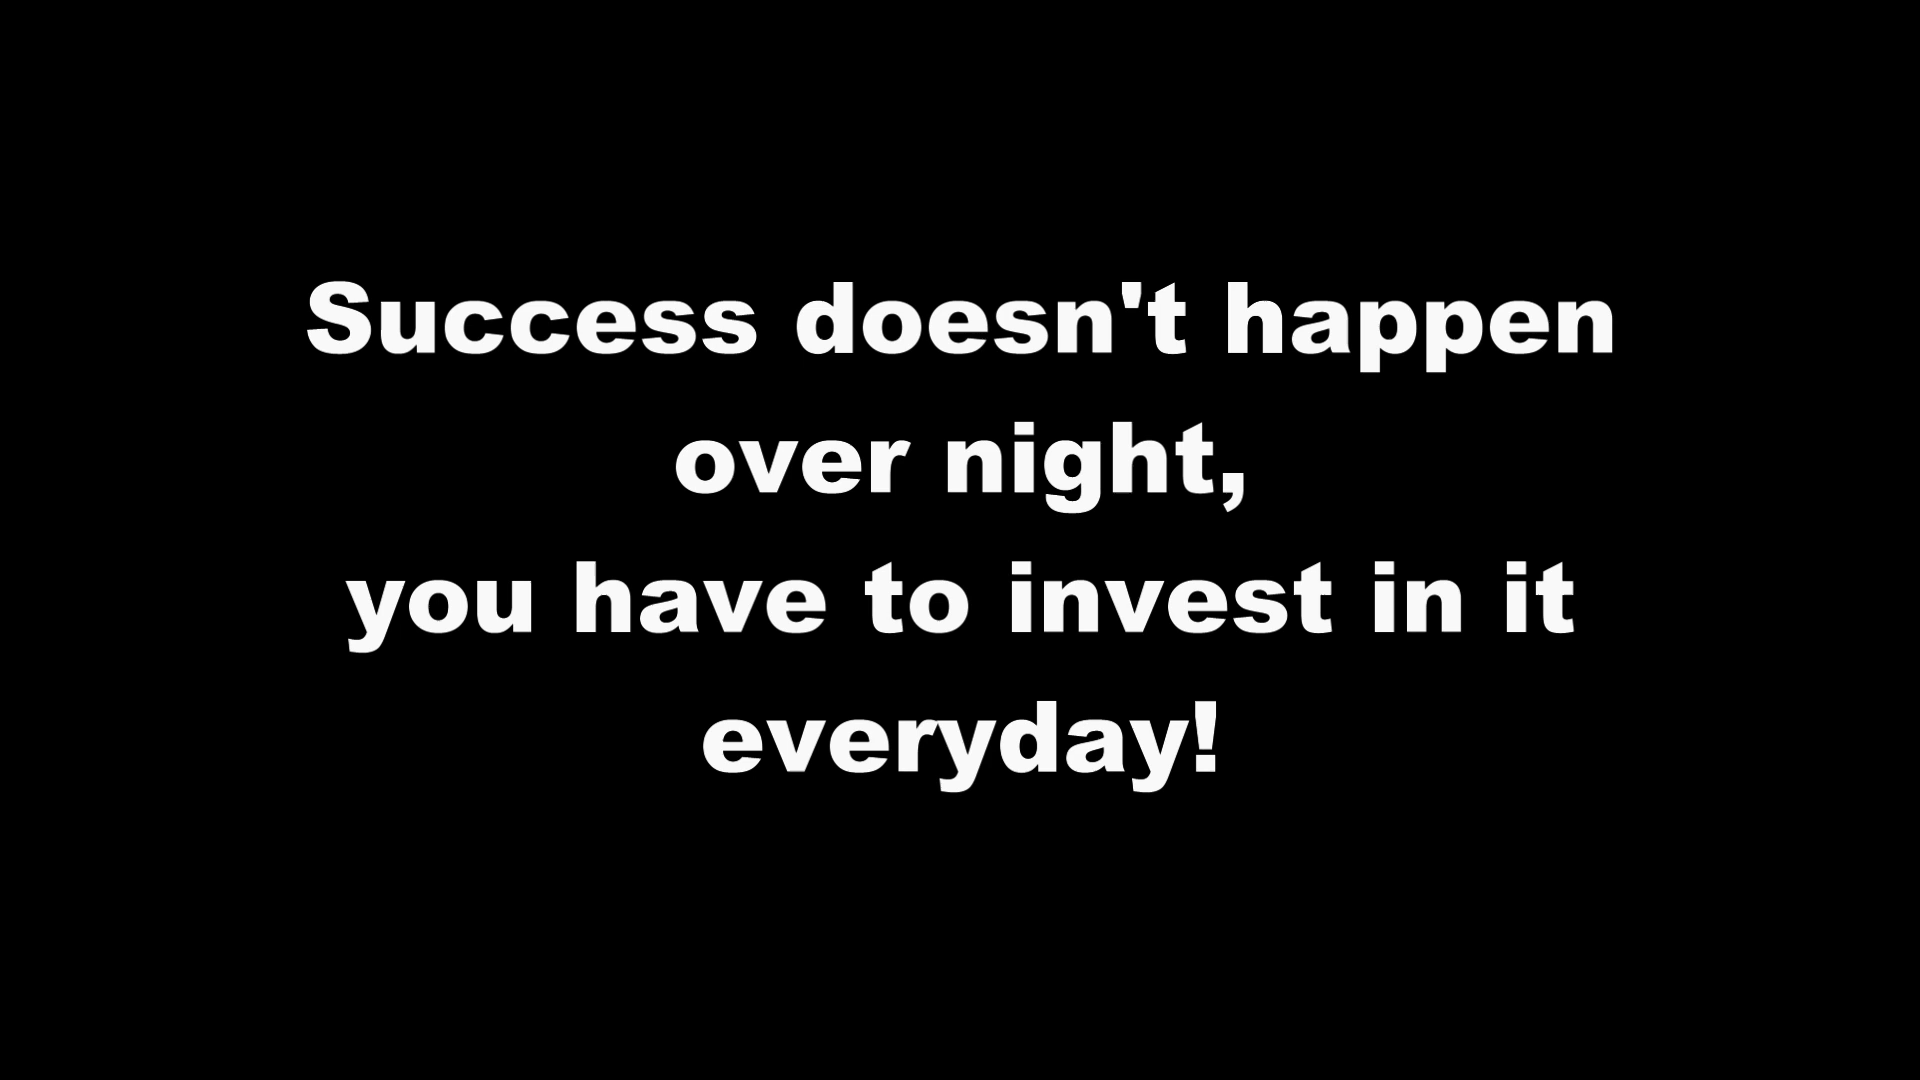 Success doesn't happen
over night,
you have to invest in it
everyday!